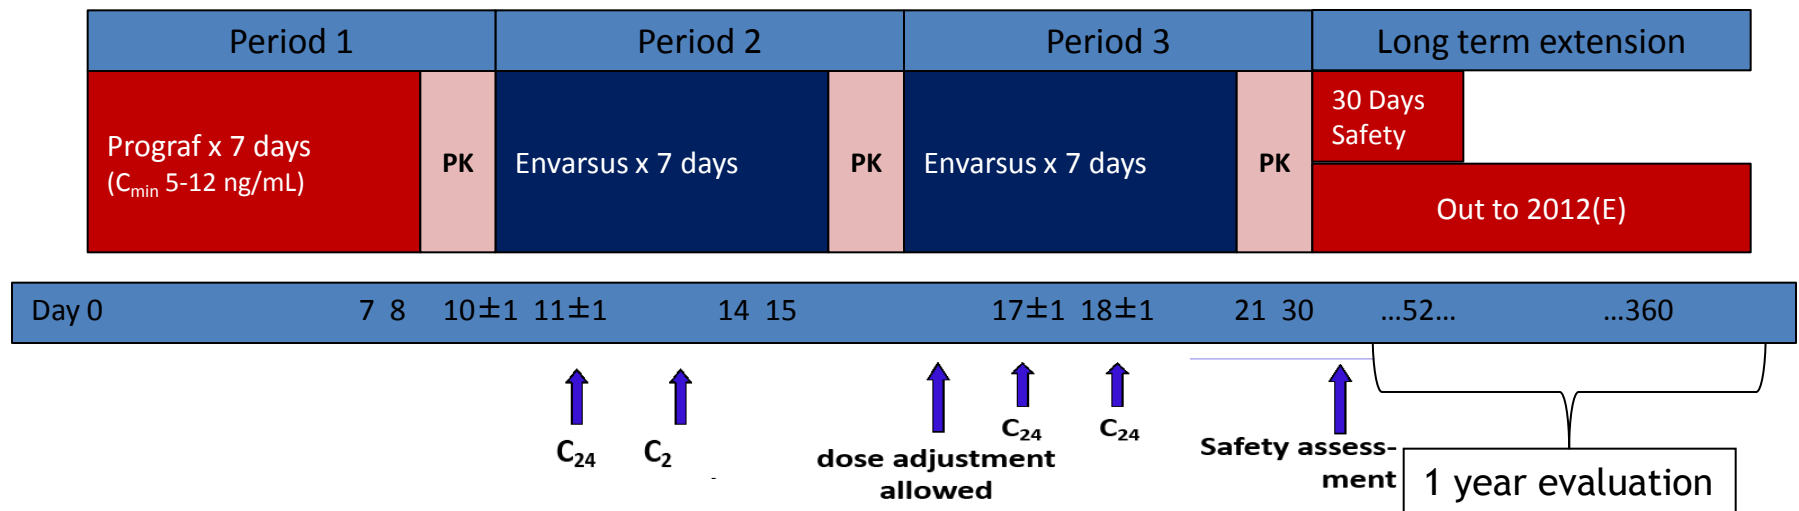 Period 1
Period 2
Period 3
Long term extension
Prograf x 7 days
(Cmin 5-12 ng/mL)
PK
Envarsus x 7 days
PK
Envarsus x 7 days
PK
30 Days
Safety
Out to 2012(E)
Day 0 7 8 10±1 11±1 14 15 17±1 18±1 21 30 ...52... ...360
C24
C2
dose adjustment
allowed
C24
C24
Safety assess-
ment
1 year evaluation